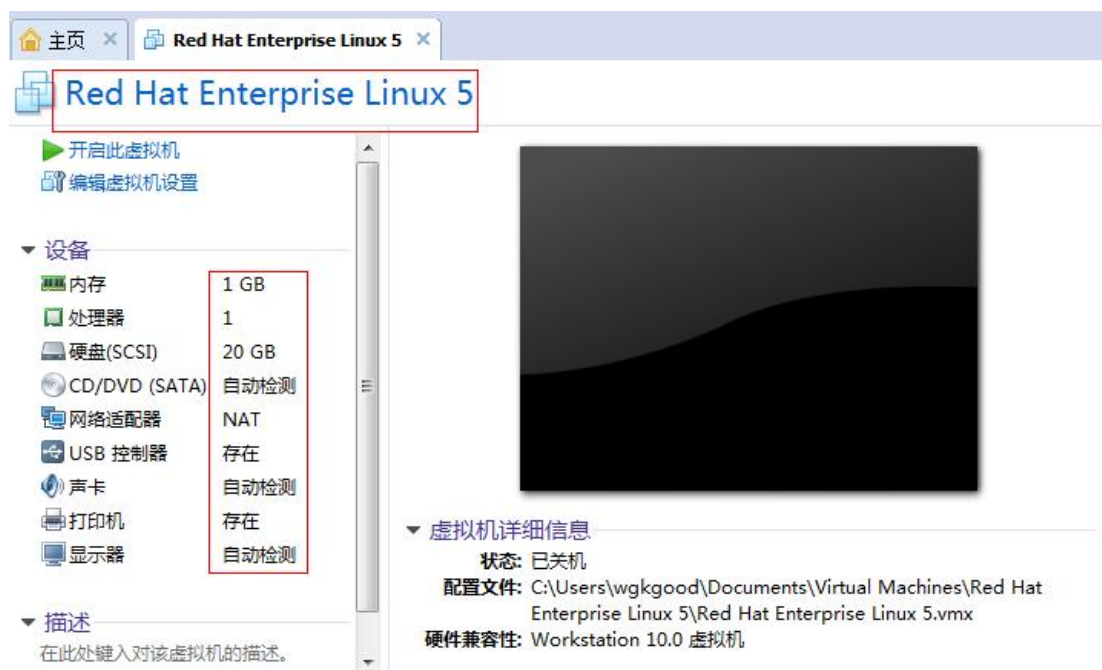 主页
Red Hat Enterprise Linux 5
Red Hat Enterprise Linux 5
开启此虚拟机
编辑虚拟机设置
设备
内存 1 GB
处理器 1
硬盘(SCSI) 20 GB
CD/DVD (SATA) 自动检测
网络适配器 NAT
USB 控制器 存在
声卡 自动检测
打印机 存在
显示器 自动检测
描述
在此处键入对该虚拟机的描述。
虚拟机详细信息
状态: 已关机
配置文件: C:\Users\wgkgood\Documents\Virtual Machines\Red Hat
Enterprise Linux 5\Red Hat Enterprise Linux 5.vmx
硬件兼容性: Workstation 10.0 虚拟机